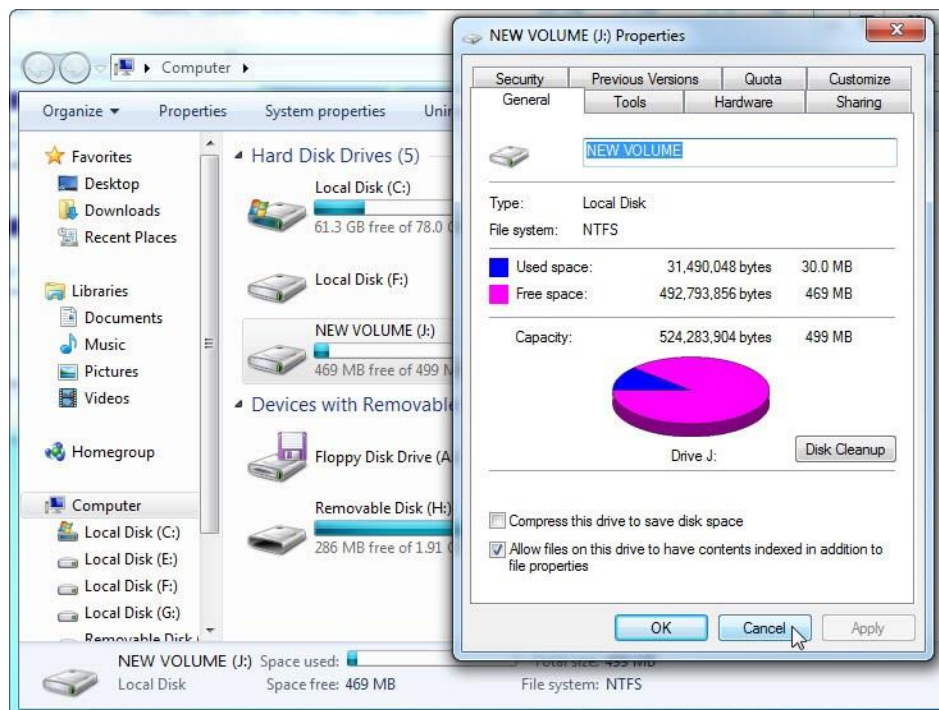 NEW VOLUME (J:) Properties
Computer
Organize Properties System properties
Favorites
Desktop
Downloads
Recent Places
Libraries
Documents
Music
Pictures
Videos
Homegroup
Computer
Local Disk (C:)
Local Disk (E:)
Local Disk (F:)
Local Disk (G:)
Removable Disk
Hard Disk Drives (5)
Local Disk (C:)
61.3 GB free of 78.0
Local Disk (F:)
NEW VOLUME (J:)
469 MB free of 499
Devices with Removable
Floppy Disk Drive (A
Removable Disk (H:)
286 MB free of 1.91
Security Previous Versions Quota Customize
General Tools Hardware Sharing
NEW VOLUME
Type: Local Disk
File system: NTFS
Used space: 31,490,048 bytes 30.0 MB
Free space: 492,793,856 bytes 469 MB
Capacity: 524,283,904 bytes 499 MB
Drive J:
Disk Cleanup
Compress this drive to save disk space
Allow files on this drive to have contents indexed in addition to
file properties
OK Cancel Apply
NEW VOLUME (J:) Space used: Total size: 499 MB
Local Disk Space free: 469 MB File system: NTFS